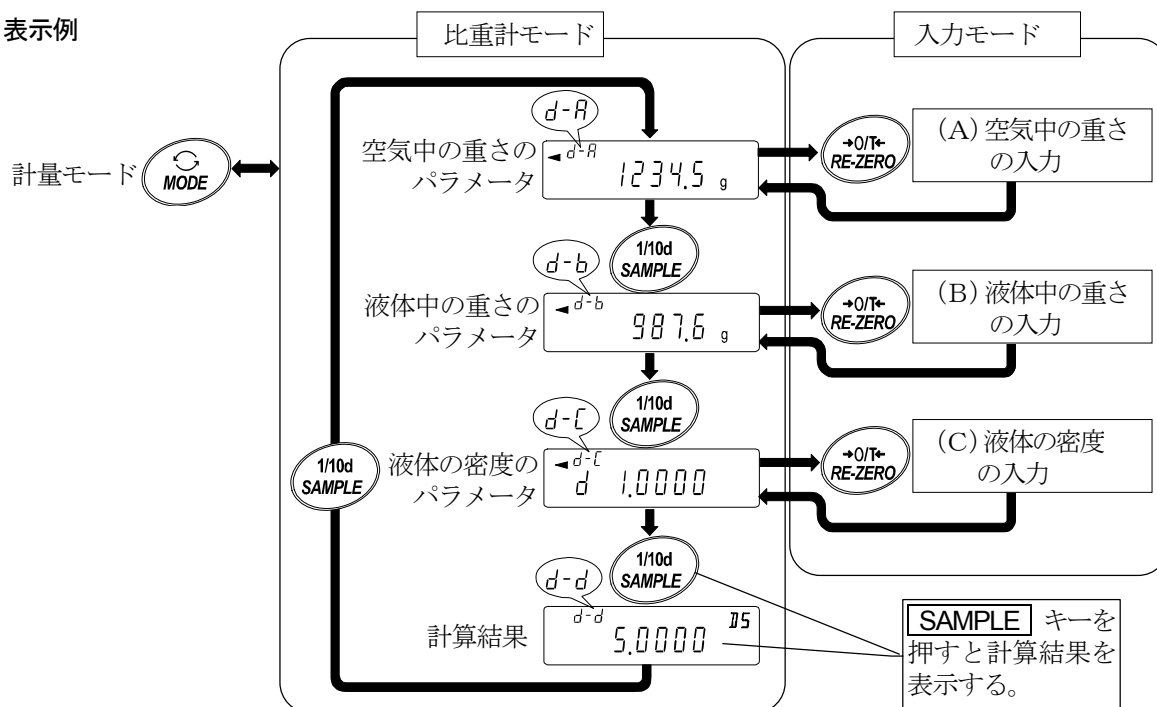 表示例
比重計モード
入力モード
計量モード
MODE
d-A
空気中の重さの
パラメータ
d-A
1234.5 g
→0/T←
RE-ZERO
(A) 空気中の重さ
の入力
1/10d
SAMPLE
d-b
液体中の重さの
パラメータ
d-b
987.6 g
→0/T←
RE-ZERO
(B) 液体中の重さ
の入力
1/10d
SAMPLE
d-C
液体の密度の
パラメータ
d-C
d 1.0000
→0/T←
RE-ZERO
(C) 液体の密度
の入力
1/10d
SAMPLE
1/10d
SAMPLE
d-d
計算結果
d-d
5.0000
DS
SAMPLE キーを
押すと計算結果を
表示する。